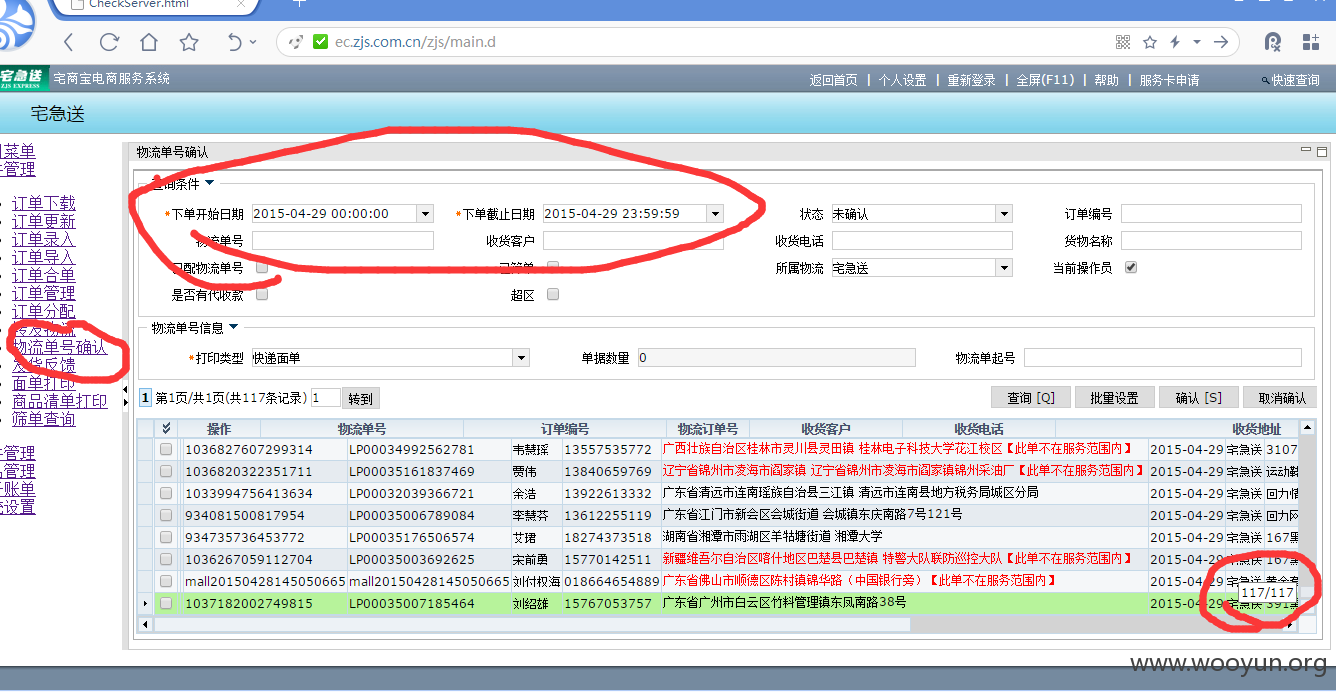 CheckServer.html
ec.zjs.com.cn/zjs/main.d
宅急送 宅商宝电商服务系统 返回首页 | 个人设置 | 重新登录 | 全屏(F11) | 帮助 | 服务卡申请 快速查询
ZJS EXPRESS
宅急送
菜单
管理
订单下载
订单更新
订单录入
订单导入
订单合单
订单管理
订单分配
转发物流
物流单号确认
发货反馈
面单打印
商品清单打印
筛单查询
管理
管理
账单
设置
物流单号确认
查询条件
*下单开始日期 2015-04-29 00:00:00 *下单截止日期 2015-04-29 23:59:59 状态 未确认 订单编号
物流单号 收货客户 收货电话 货物名称
已配物流单号 已筛单 所属物流 宅急送 当前操作员
是否有代收款 超区
物流单号信息
*打印类型 快递面单 单据数量 0 物流单起号
1 第1页/共1页(共117条记录) 1 转到 查询 [Q] 批量设置 确认 [S] 取消确认
操作 物流单号 订单编号 物流订单号 收货客户 收货电话 收货地址
1036827607299314 LP00034992562781 韦慧瑶 13557535772 广西壮族自治区桂林市灵川县灵田镇 桂林电子科技大学花江校区【此单不在服务范围内】 2015-04-29 宅急送 3107
1036820322351711 LP00035161837469 贾伟 13840659769 辽宁省锦州市凌海市阎家镇 辽宁省锦州市凌海市阎家镇锦州采油厂【此单不在服务范围内】 2015-04-29 宅急送 运动鞋
1033994756413634 LP00032039366721 余浩 13922613332 广东省清远市连南瑶族自治县三江镇 清远市连南县地方税务局城区分局 2015-04-29 宅急送 回力情
934081500817954 LP00035006789084 李慧芬 13612255119 广东省江门市新会区会城街道 会城镇东庆南路7号121号 2015-04-29 宅急送 回力网
934735736453772 LP00035176506574 艾珺 18274373518 湖南省湘潭市雨湖区羊牯塘街道 湘潭大学 2015-04-29 宅急送 167黑
1036267059112704 LP00035003692625 宋前勇 15770142511 新疆维吾尔自治区喀什地区巴楚县巴楚镇 特警大队联防巡控大队【此单不在服务范围内】 2015-04-29 宅急送 167黑
mall20150428145050665 mall20150428145050665 刘付权海 018664654889 广东省佛山市顺德区陈村镇锦华路（中国银行旁）【此单不在服务范围内】 2015-04-29 宅急送
1037182002749815 LP00035007185464 刘绍雄 15767053757 广东省广州市白云区竹料管理镇东凤南路38号 2015-04-29 宅急送 391黑
117/117
www.wooyun.org